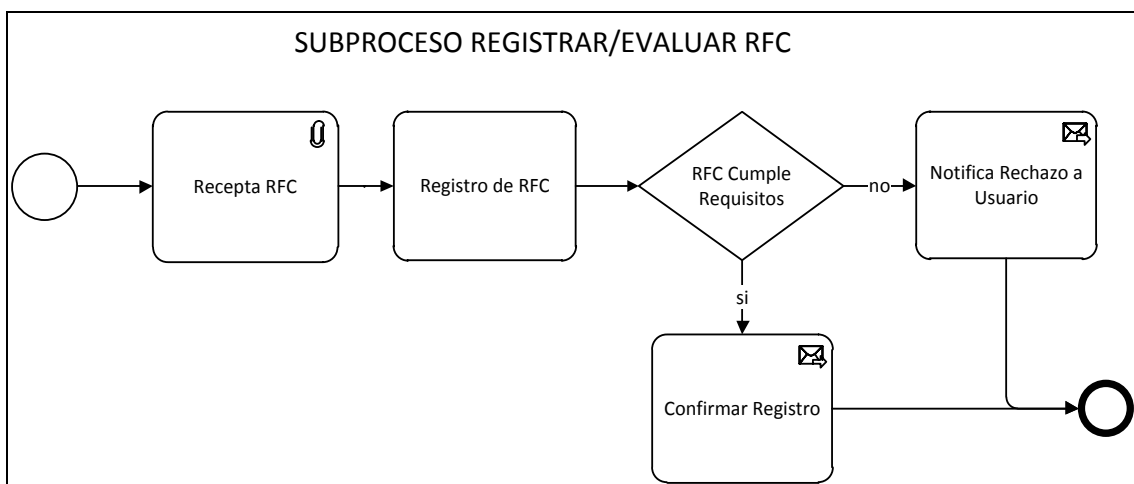 SUBPROCESO REGISTRAR/EVALUAR RFC
Recepta RFC
Registro de RFC
RFC Cumple
Requisitos
no
Notifica Rechazo a
Usuario
si
Confirmar Registro